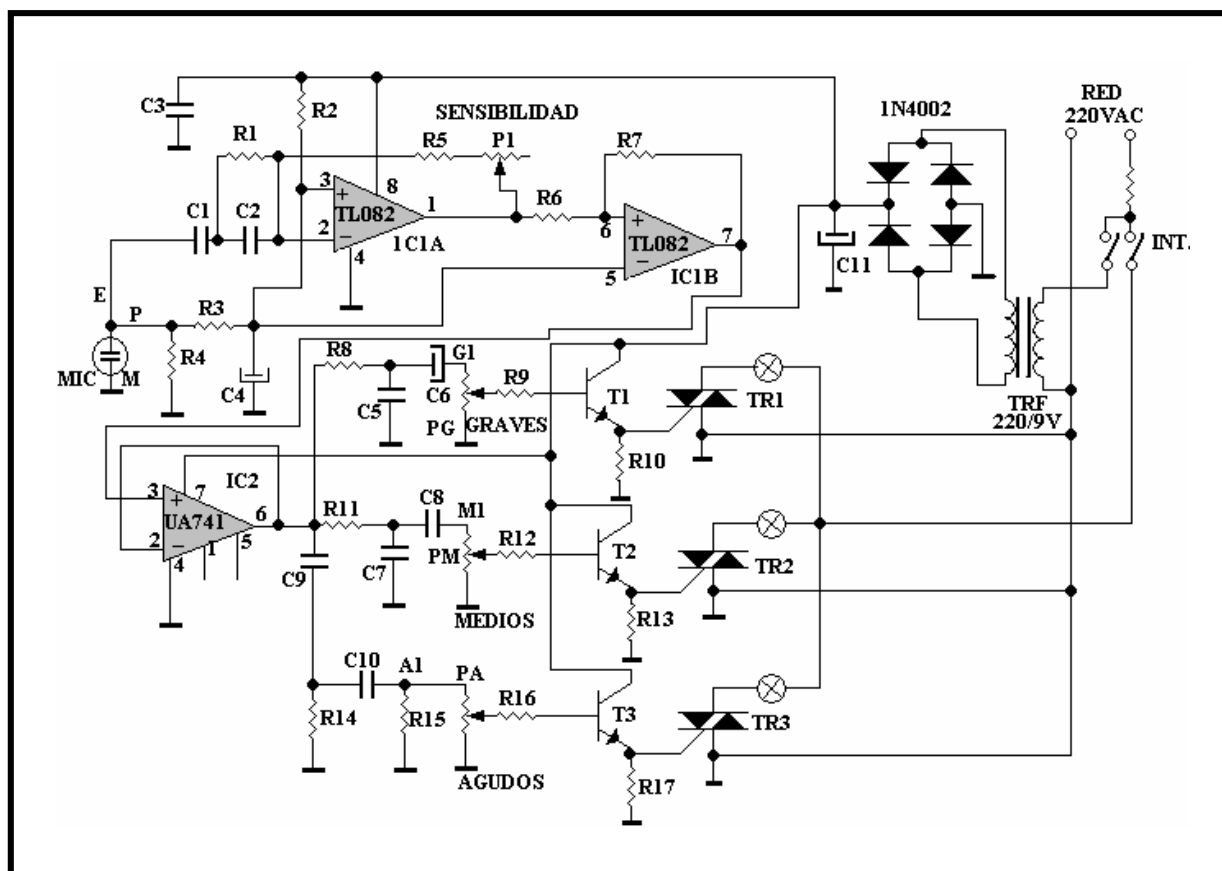 C3
R2
SENSIBILIDAD
1N4002
RED
220VAC
R1
R5
P1
R7
3
+
8
TL082
1
C1
C2
2
−
1C1A
4
R6
6
+
TL082
7
5
−
IC1B
C11
INT.
E
P
R3
R4
MIC
M
C4
R8
G1
C5
C6
PG
GRAVES
R9
T1
R10
TR1
TRF
220/9V
IC2
3
+
7
UA741
6
2
−
1
5
4
R11
C8
M1
C9
C7
PM
R12
T2
TR2
R13
MEDIOS
C10
A1
PA
R16
T3
TR3
R14
R15
AGUDOS
R17